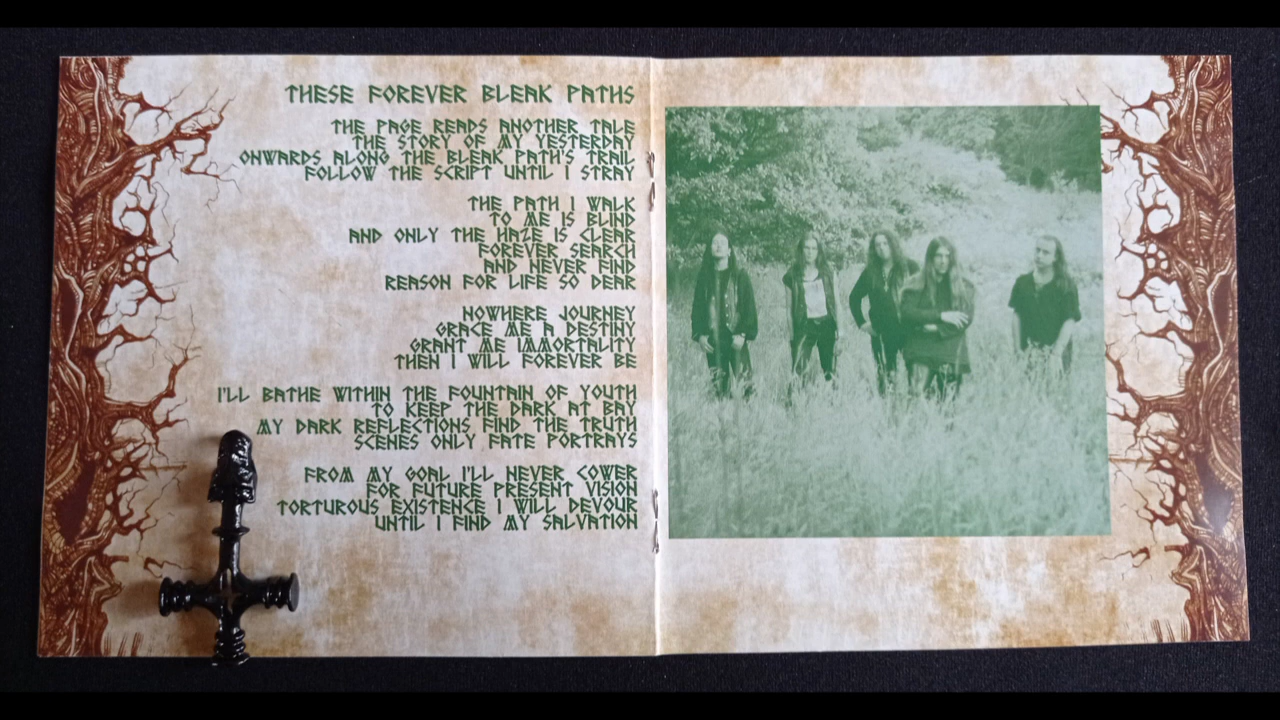 THESE FOREVER BLEAK PATHS
THE PAGE READS ANOTHER TALE
THE STORY OF MY YESTERDAY
ONWARDS ALONG THE BLEAK PATH'S TRAIL
FOLLOW THE SCRIPT UNTIL I STRAY
THE PATH I WALK
TO ME IS BLIND
AND ONLY THE HAZE IS CLEAR
FOREVER SEARCH
AND NEVER FIND
REASON FOR LIFE SO DEAR
NOWHERE JOURNEY
GRACE ME A DESTINY
GRANT ME IMMORTALITY
THEN I WILL FOREVER BE
I'LL BATHE WITHIN THE FOUNTAIN OF YOUTH
TO KEEP THE DARK AT BAY
MY DARK REFLECTIONS FIND THE TRUTH
SCENES ONLY FATE PORTRAYS
FROM MY GOAL I'LL NEVER COWER
FOR FUTURE PRESENT VISION
TORTUROUS EXISTENCE I WILL DEVOUR
UNTIL I FIND MY SALVATION